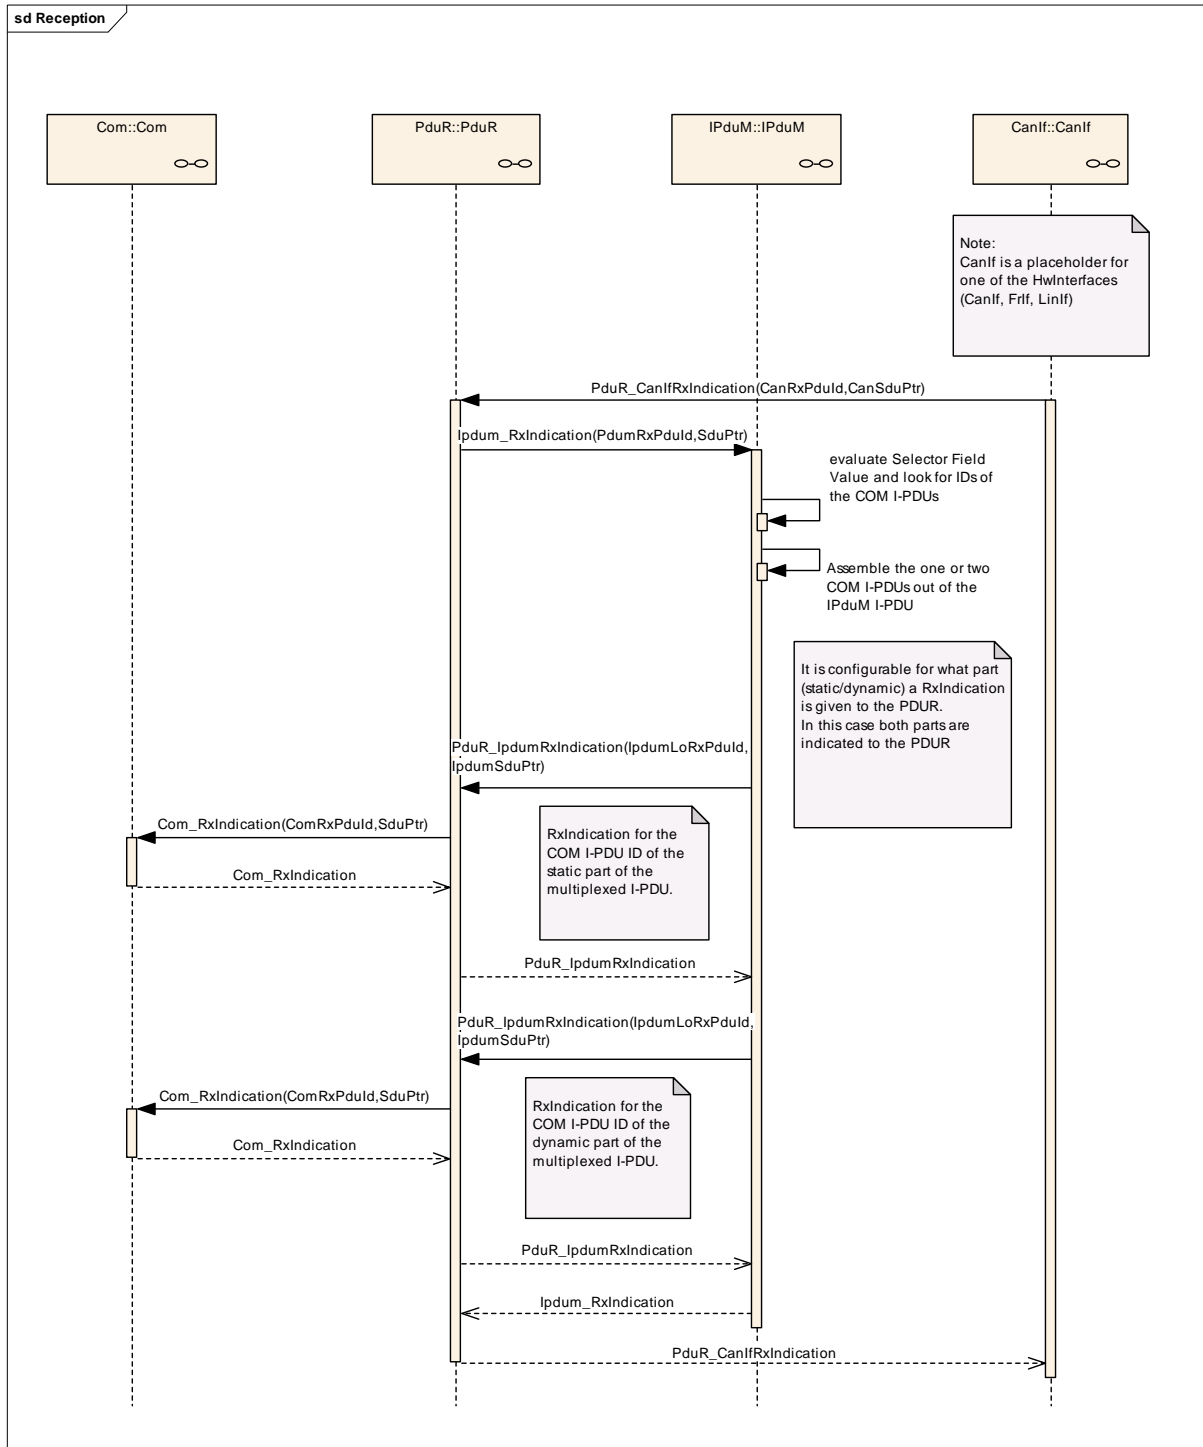 sd Reception
Com::Com
PduR::PduR
IPduM::IPduM
CanIf::CanIf
Note:
CanIf is a placeholder for
one of the HwInterfaces
(CanIf, FrIf, LinIf)
PduR_CanIfRxIndication(CanRxPduId,CanSduPtr)
Ipdum_RxIndication(PdumRxPduId,SduPtr)
evaluate Selector Field
Value and look for IDs of
the COM I-PDUs
Assemble the one or two
COM I-PDUs out of the
IPduM I-PDU
It is configurable for what part
(static/dynamic) a RxIndication
is given to the PDUR.
In this case both parts are
indicated to the PDUR
PduR_IpdumRxIndication(IpdumLoRxPduId,
IpdumSduPtr)
Com_RxIndication(ComRxPduId,SduPtr)
RxIndication for the
COM I-PDU ID of the
static part of the
multiplexed I-PDU.
Com_RxIndication
PduR_IpdumRxIndication
PduR_IpdumRxIndication(IpdumLoRxPduId,
IpdumSduPtr)
Com_RxIndication(ComRxPduId,SduPtr)
RxIndication for the
COM I-PDU ID of the
dynamic part of the
multiplexed I-PDU.
Com_RxIndication
PduR_IpdumRxIndication
Ipdum_RxIndication
PduR_CanIfRxIndication